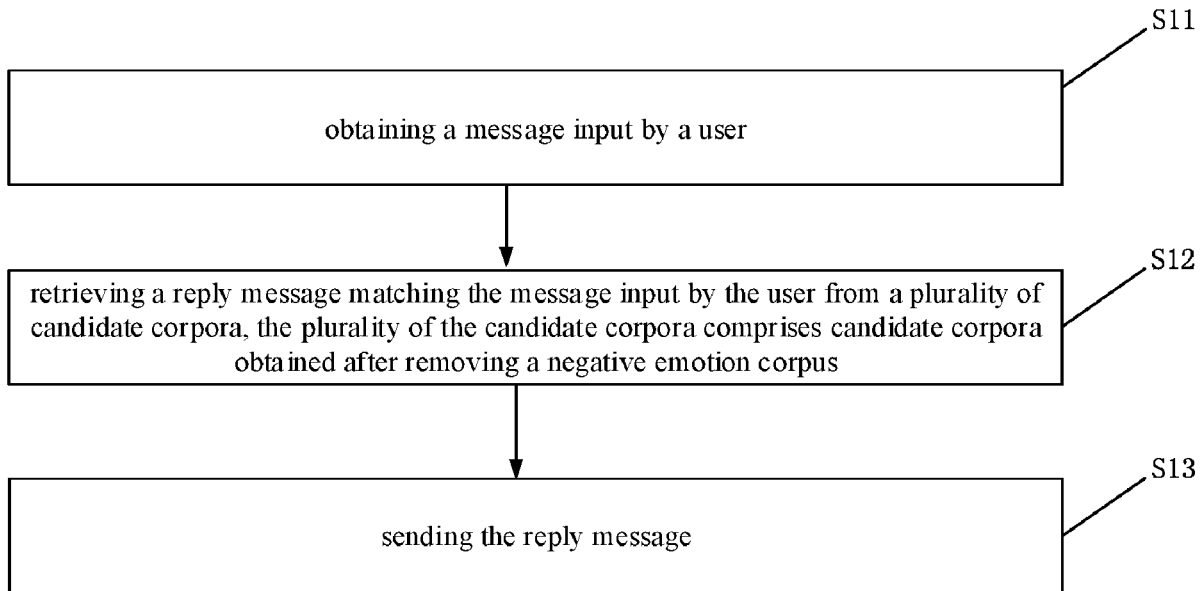 S11
obtaining a message input by a user
S12
retrieving a reply message matching the message input by the user from a plurality of
candidate corpora, the plurality of the candidate corpora comprises candidate corpora
obtained after removing a negative emotion corpus
S13
sending the reply message